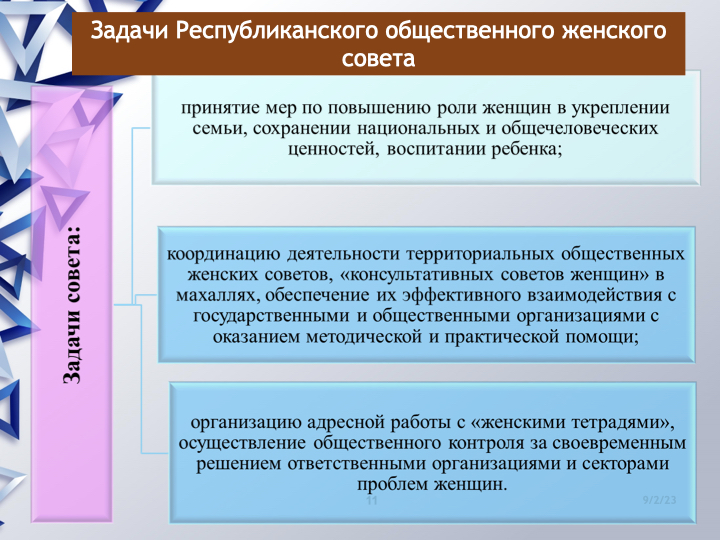 Задачи Республиканского общественного женского
совета
Задачи совета:
принятие мер по повышению роли женщин в укреплении
семьи, сохранении национальных и общечеловеческих
ценностей, воспитании ребенка;
координацию деятельности территориальных общественных
женских советов, «консультативных советов женщин» в
махаллях, обеспечение их эффективного взаимодействия с
государственными и общественными организациями с
оказанием методической и практической помощи;
организацию адресной работы с «женскими тетрадями»,
осуществление общественного контроля за своевременным
решением ответственными организациями и секторами
проблем женщин.
11
9/2/23